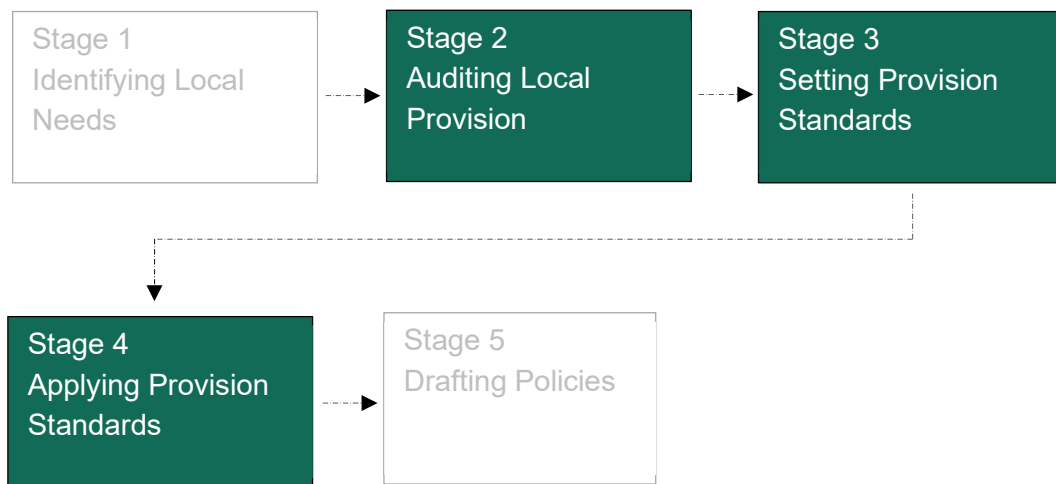 Stage 1
Identifying Local
Needs
Stage 2
Auditing Local
Provision
Stage 3
Setting Provision
Standards
Stage 4
Applying Provision
Standards
Stage 5
Drafting Policies